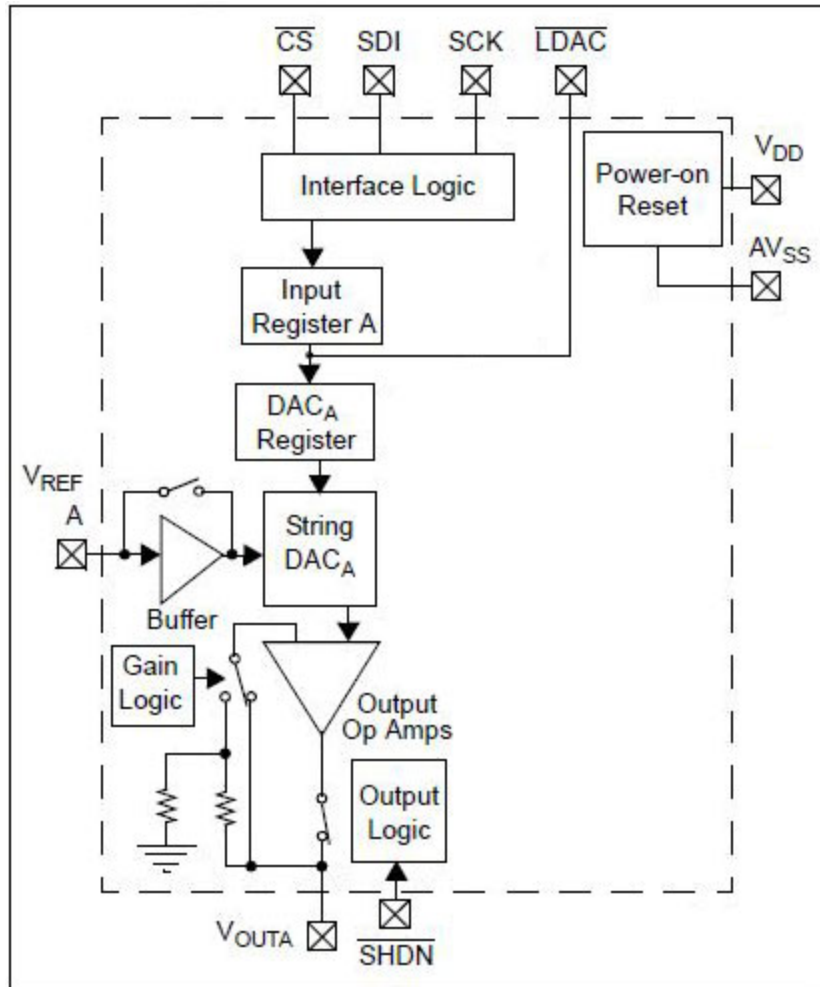 CS SDI SCK LDAC
Interface Logic
Power-on
Reset
VDD
AVSS
Input
Register A
DACA
Register
VREF
A
String
DACA
Buffer
Gain
Logic
Output
Op Amps
Output
Logic
VOUTA
SHDN